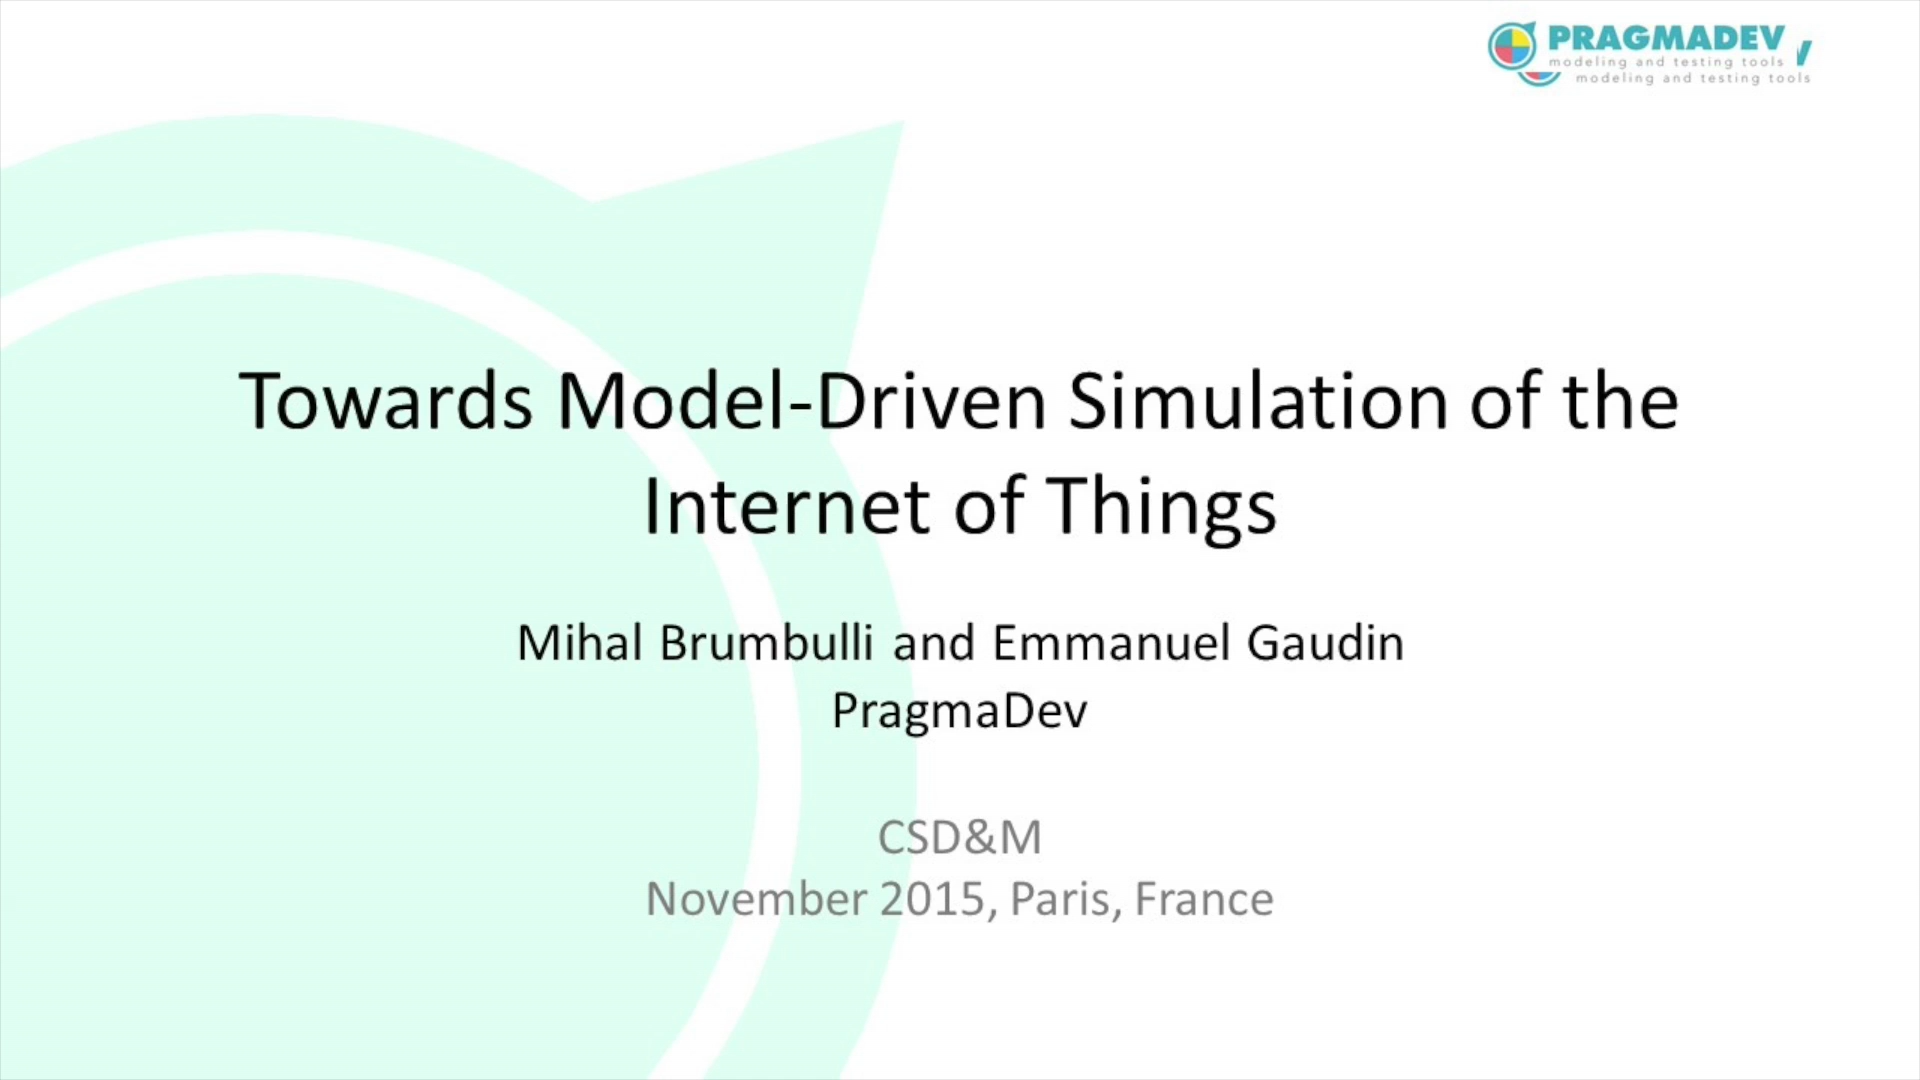 PRAGMADEV
modeling and testing tools
modeling and testing tools
Towards Model-Driven Simulation of the
Internet of Things
Mihal Brumbulli and Emmanuel Gaudin
PragmaDev
CSD&M
November 2015, Paris, France